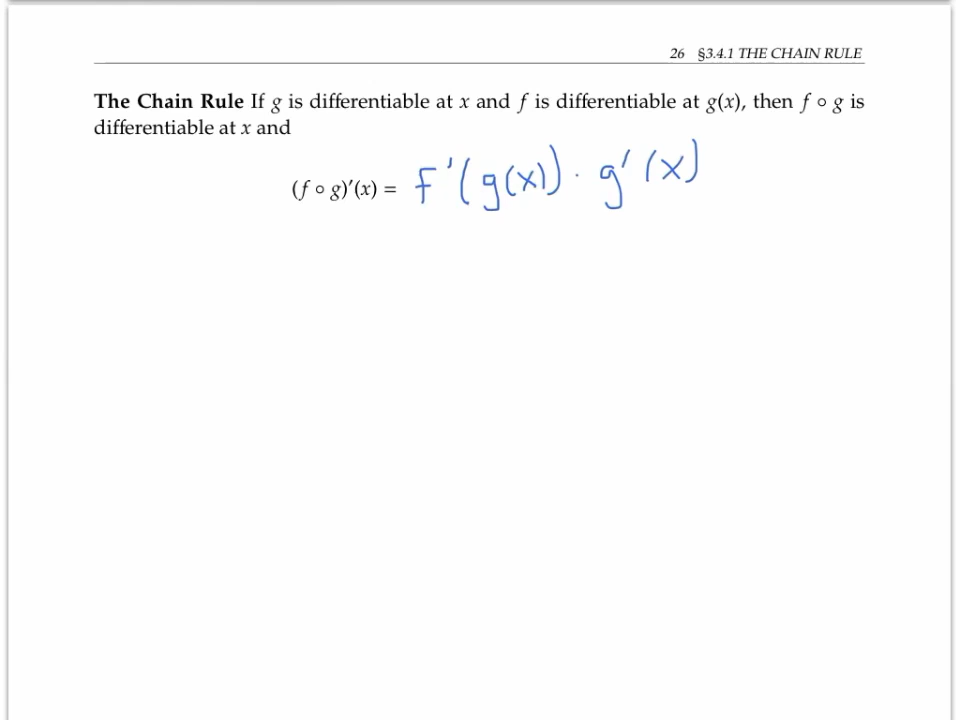 26 §3.4.1 THE CHAIN RULE
The Chain Rule If g is differentiable at x and f is differentiable at g(x), then f ∘ g is
differentiable at x and
(f ∘ g)′(x) = f'(g(x)) · g'(x)